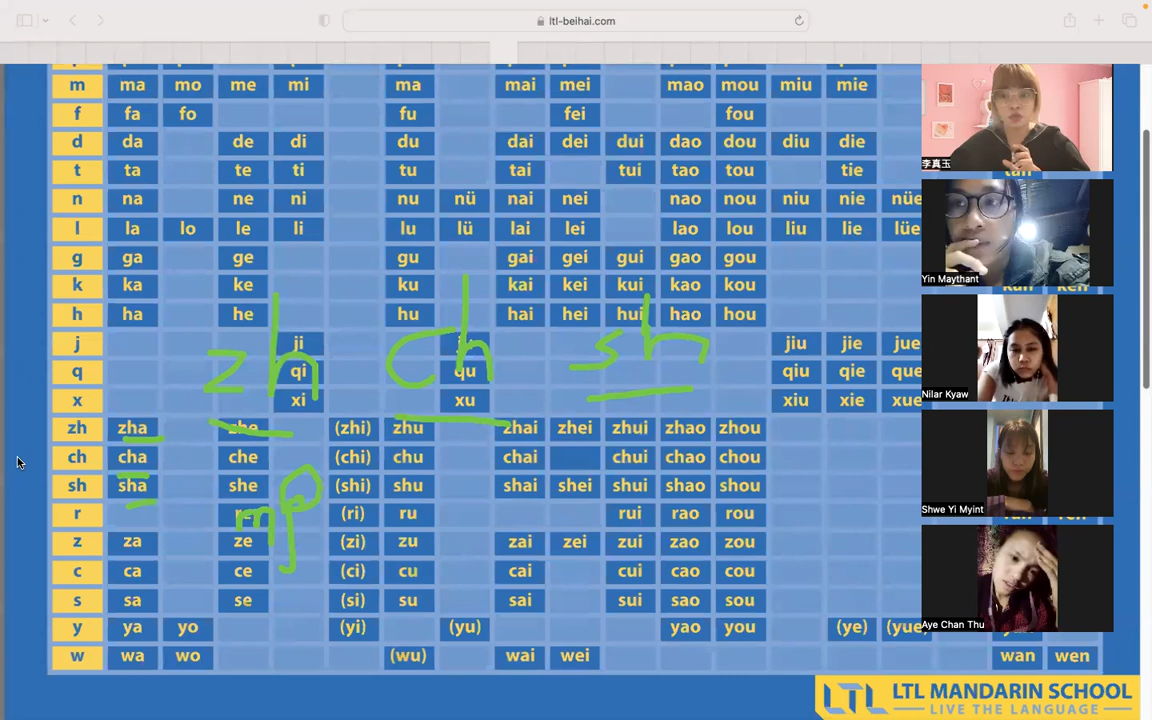 ltl-beihai.com
m ma mo me mi ma mai mei mao mou miu mie
f fa fo fu fei fou
d da de di du dai dei dui dao dou diu die
李真玉
t ta te ti tu tai tui tao tou tie tan
n na ne ni nu nü nai nei nao nou niu nie nüe
l la lo le li lu lü lai lei lao lou liu lie lüe
g ga ge gu gai gei gui gao gou
Yin Maythant
k ka ke ku kai kei kui kao kou kan ken
h ha he hu hai hei hui hao hou
j ji jiu jie jue
zh ch sh
q qi qu qiu qie que
Nilar Kyaw
x xi xu xiu xie xue
zh zha zhe (zhi) zhu zhai zhei zhui zhao zhou
ch cha che (chi) chu chai chui chao chou
sh sha she (shi) shu shai shei shui shao shou
Shwe Yi Myint
r (ri) ru rui rao rou
z za ze (zi) zu zai zei zui zao zou
c ca ce (ci) cu cai cui cao cou
s sa se (si) su sai sui sao sou
y ya yo (yi) (yu) yao you (ye) (yue)
Aye Chan Thu
w wa wo (wu) wai wei wan wen
LTL LTL MANDARIN SCHOOL
LIVE THE LANGUAGE